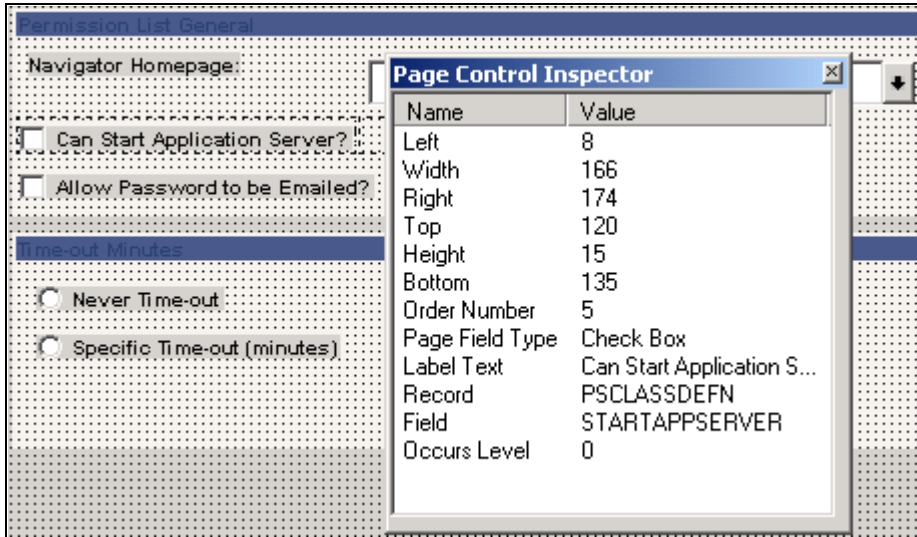 Permission List General
Navigator Homepage:
Can Start Application Server?
Allow Password to be Emailed?
Time-out Minutes
Never Time-out
Specific Time-out (minutes)
Page Control Inspector
Name Value
Left 8
Width 166
Right 174
Top 120
Height 15
Bottom 135
Order Number 5
Page Field Type Check Box
Label Text Can Start Application S...
Record PSCLASSDEFN
Field STARTAPPSERVER
Occurs Level 0